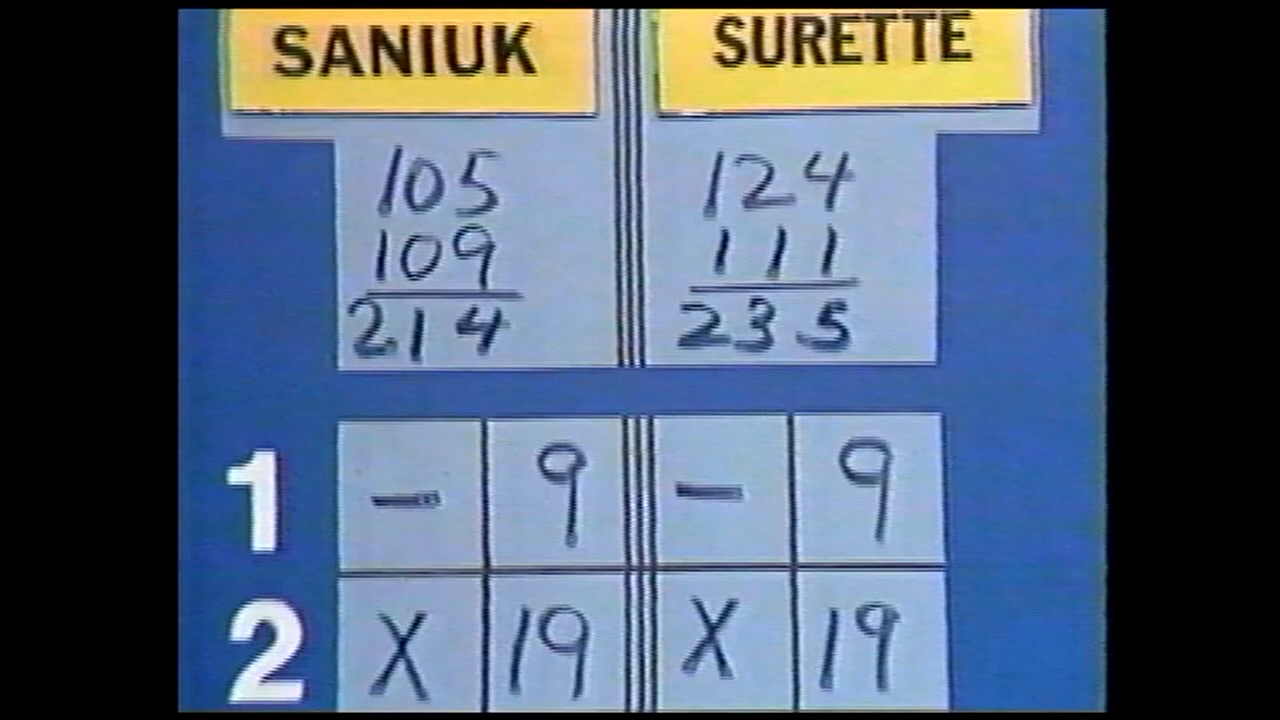 SANIUK SURETTE
105 124
109 111
214 235
1 – 9 – 9
2 X 19 X 19